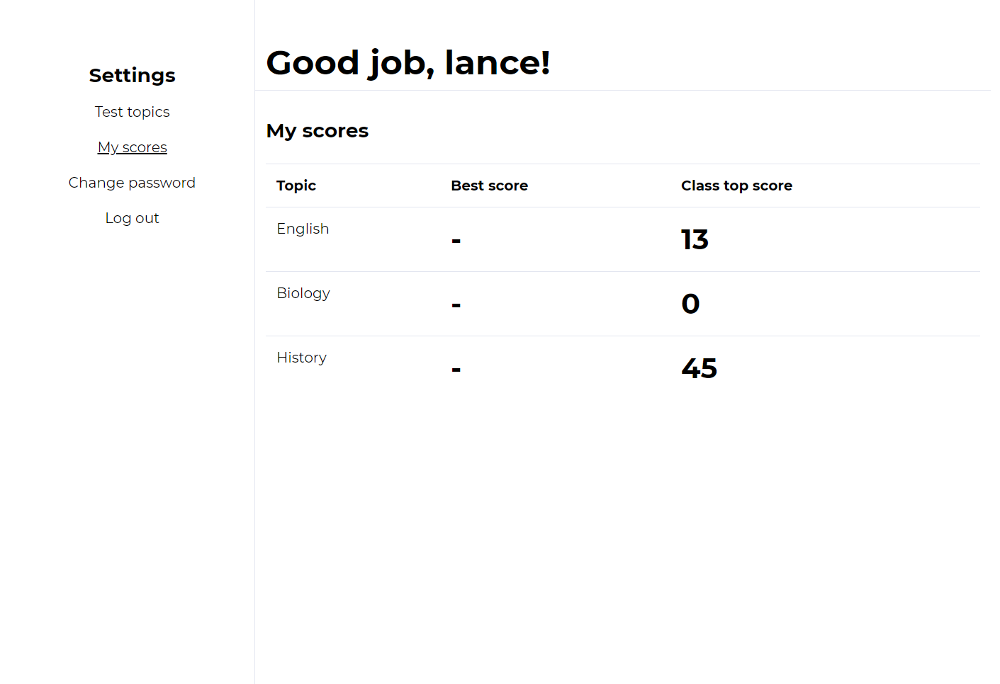 Settings
Test topics
My scores
Change password
Log out
Good job, lance!
My scores
Topic Best score Class top score
English - 13
Biology - 0
History - 45